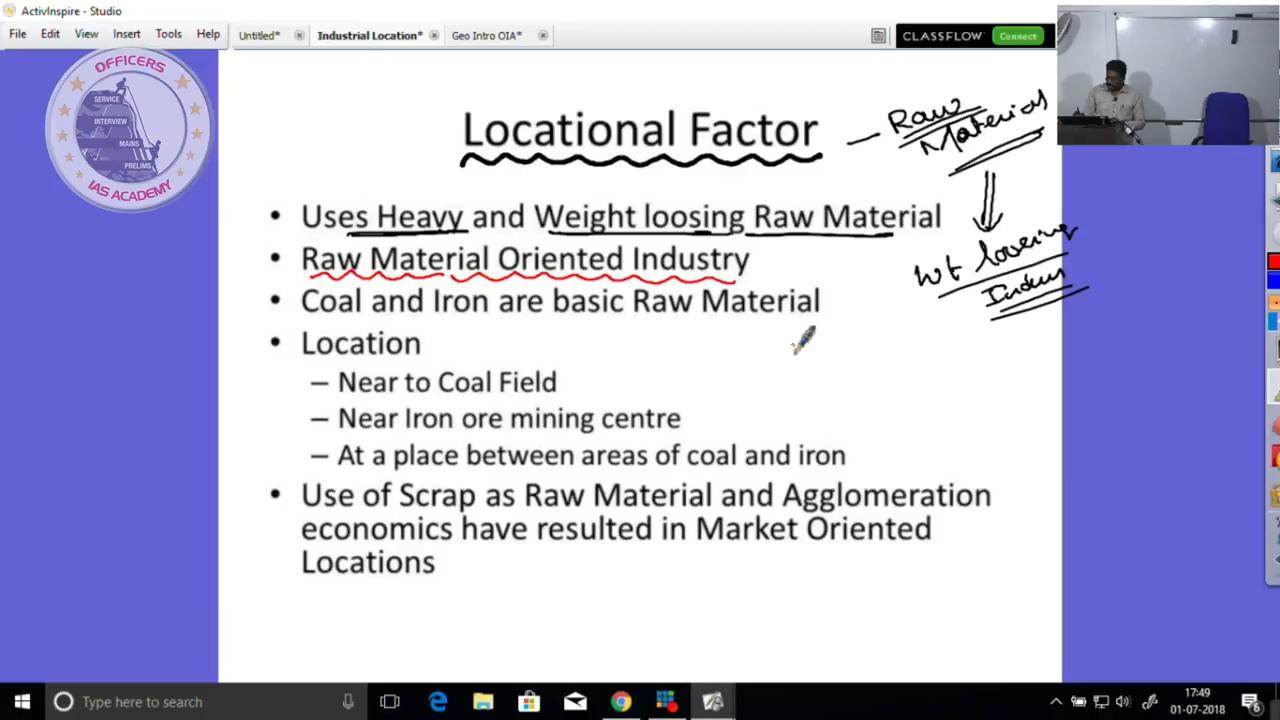 ActivInspire - Studio
File Edit View Insert Tools Help
Untitled* Industrial Location* Geo Intro OIA* CLASSFLOW Connect
OFFICERS
SERVICE
INTERVIEW
MAINS
PRELIMS
IAS ACADEMY
Locational Factor
— Raw
Materials
• Uses Heavy and Weight loosing Raw Material
wt loosing
Indus
• Raw Material Oriented Industry
• Coal and Iron are basic Raw Material
• Location
– Near to Coal Field
– Near Iron ore mining centre
– At a place between areas of coal and iron
• Use of Scrap as Raw Material and Agglomeration
economics have resulted in Market Oriented
Locations
Type here to search
17:49
01-07-2018
6